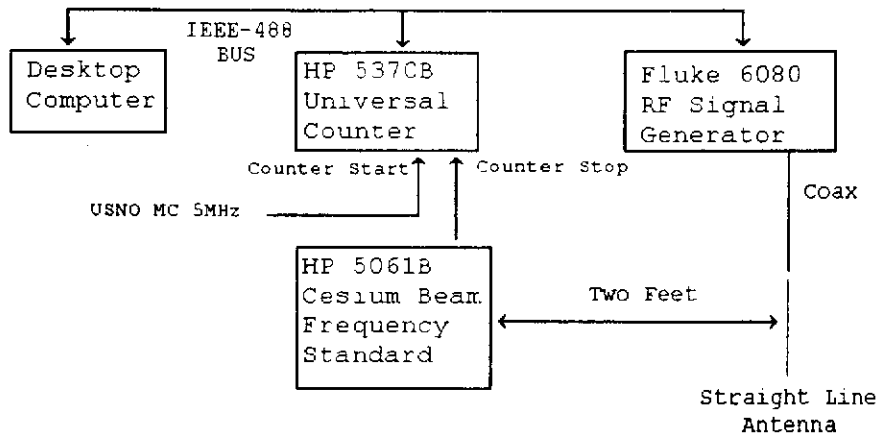 IEEE-488
BUS
Desktop
Computer
HP 537CB
Universal
Counter
Fluke 6080
RF Signal
Generator
Counter Start
Counter Stop
Coax
USNO MC 5MHz
HP 5061B
Cesium Beam
Frequency
Standard
Two Feet
Straight Line
Antenna